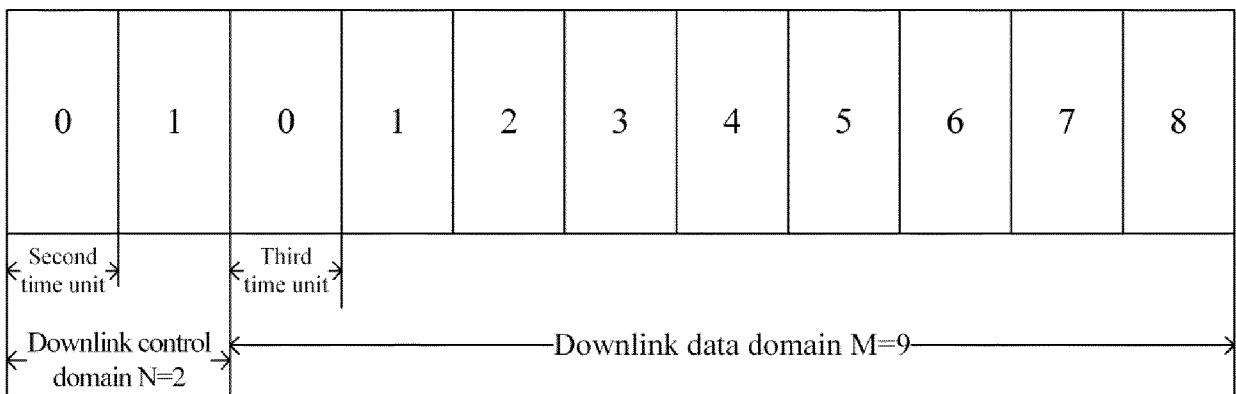 0 1 0 1 2 3 4 5 6 7 8
Second
time unit
Third
time unit
Downlink control
domain N=2
Downlink data domain M=9